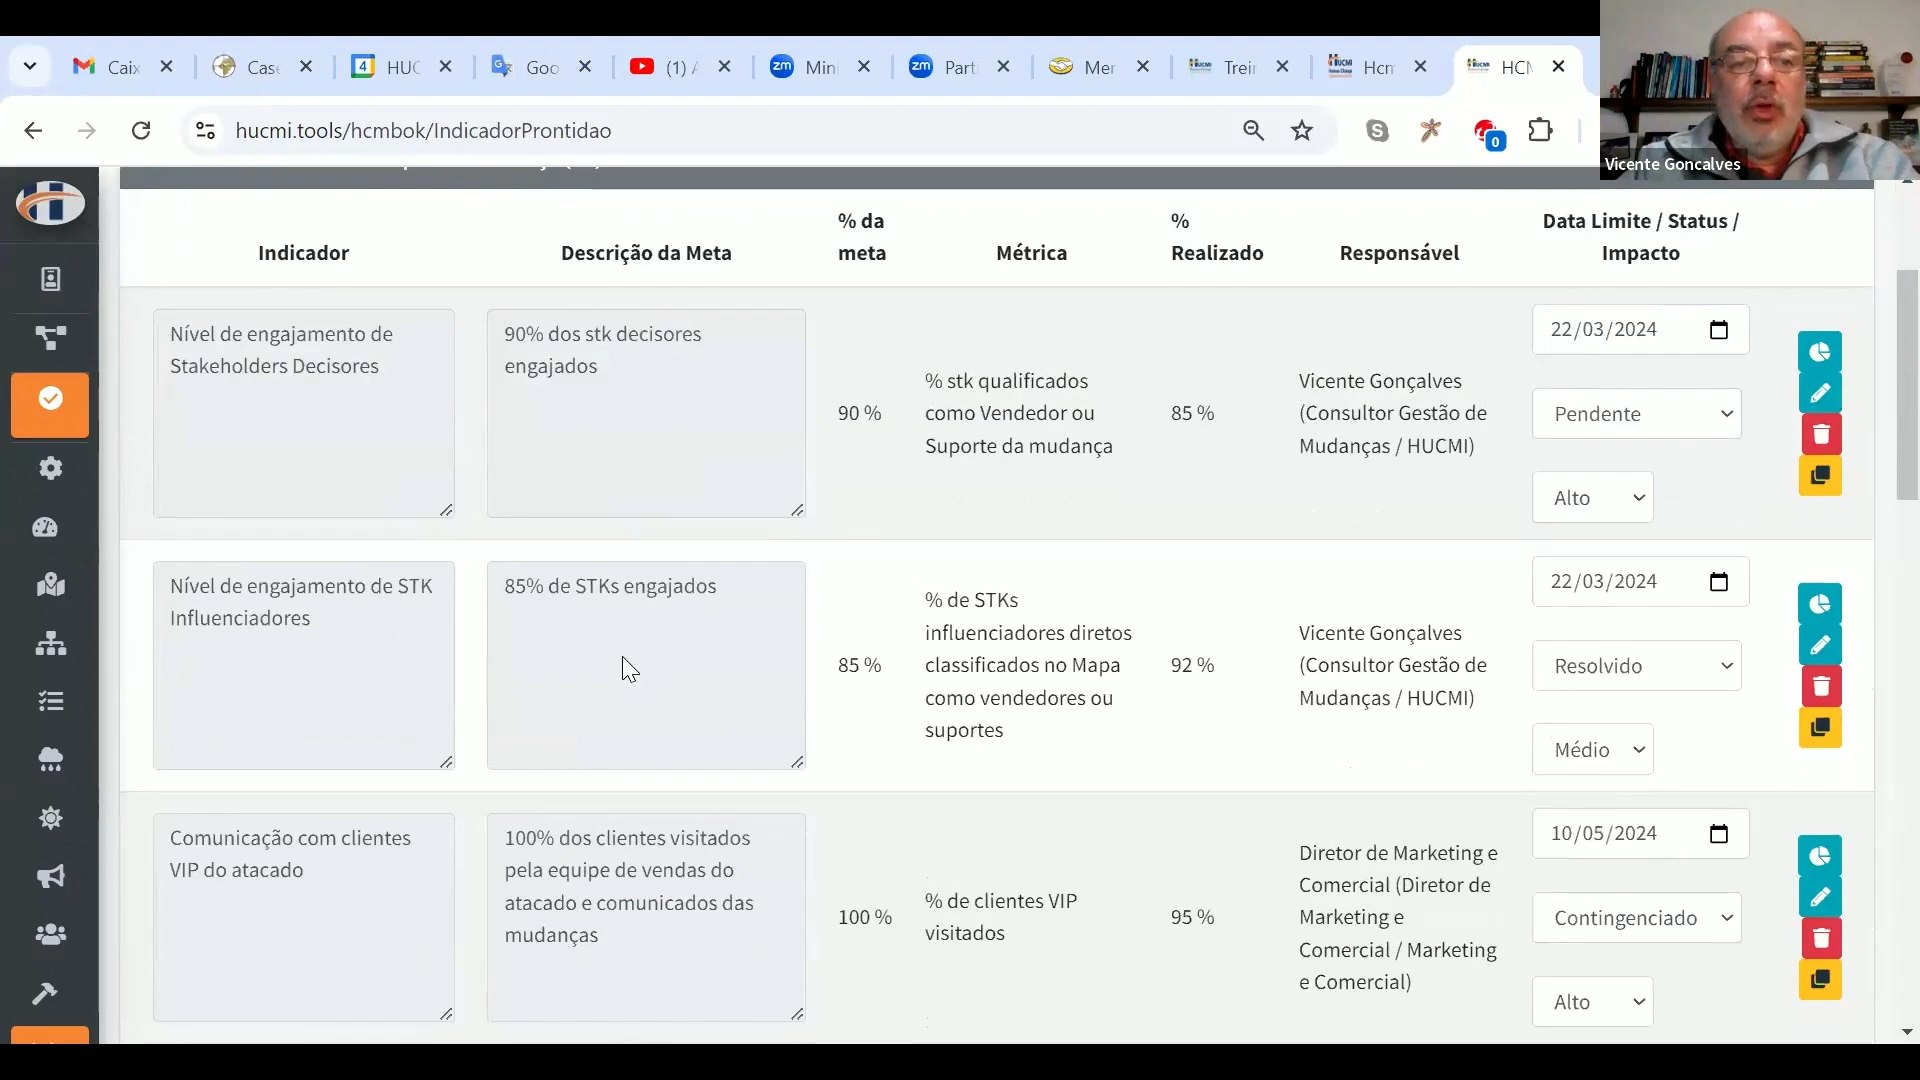 Caix
Cas
4
HUC
Goo
(1) A
zm
Min
zm
Part
Mer
Trei
Hcm
HCM
hucmi.tools/hcmbok/IndicadorProntidao
0
Vicente Goncalves
Indicador
Descrição da Meta
% da
meta
Métrica
%
Realizado
Responsável
Data Limite / Status /
Impacto
Nível de engajamento de
Stakeholders Decisores
90% dos stk decisores
engajados
90 %
% stk qualificados
como Vendedor ou
Suporte da mudança
85 %
Vicente Gonçalves
(Consultor Gestão de
Mudanças / HUCMI)
22/03/2024
Pendente
Alto
Nível de engajamento de STK
Influenciadores
85% de STKs engajados
85 %
% de STKs
influenciadores diretos
classificados no Mapa
como vendedores ou
suportes
92 %
Vicente Gonçalves
(Consultor Gestão de
Mudanças / HUCMI)
22/03/2024
Resolvido
Médio
Comunicação com clientes
VIP do atacado
100% dos clientes visitados
pela equipe de vendas do
atacado e comunicados das
mudanças
100 %
% de clientes VIP
visitados
95 %
Diretor de Marketing e
Comercial (Diretor de
Marketing e
Comercial / Marketing
e Comercial)
10/05/2024
Contingenciado
Alto